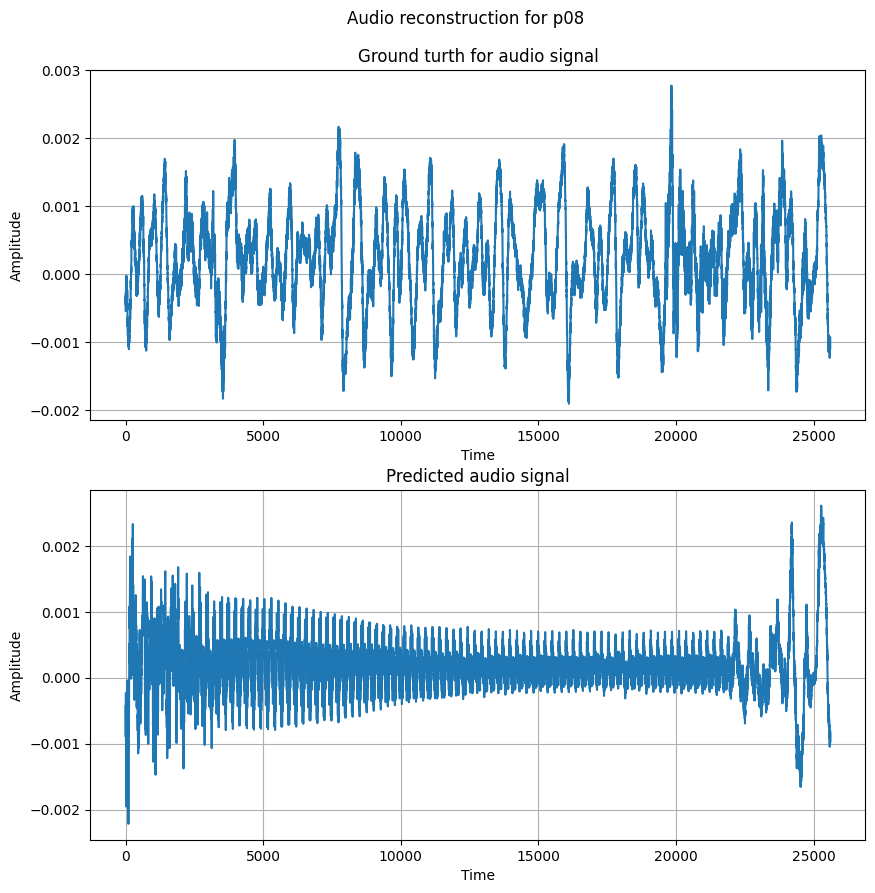 Audio reconstruction for p08
Ground turth for audio signal
0.003
0.002
0.001
0.000
−0.001
−0.002
Amplitude
0 5000 10000 15000 20000 25000
Time
Predicted audio signal
0.002
0.001
0.000
−0.001
−0.002
Amplitude
0 5000 10000 15000 20000 25000
Time